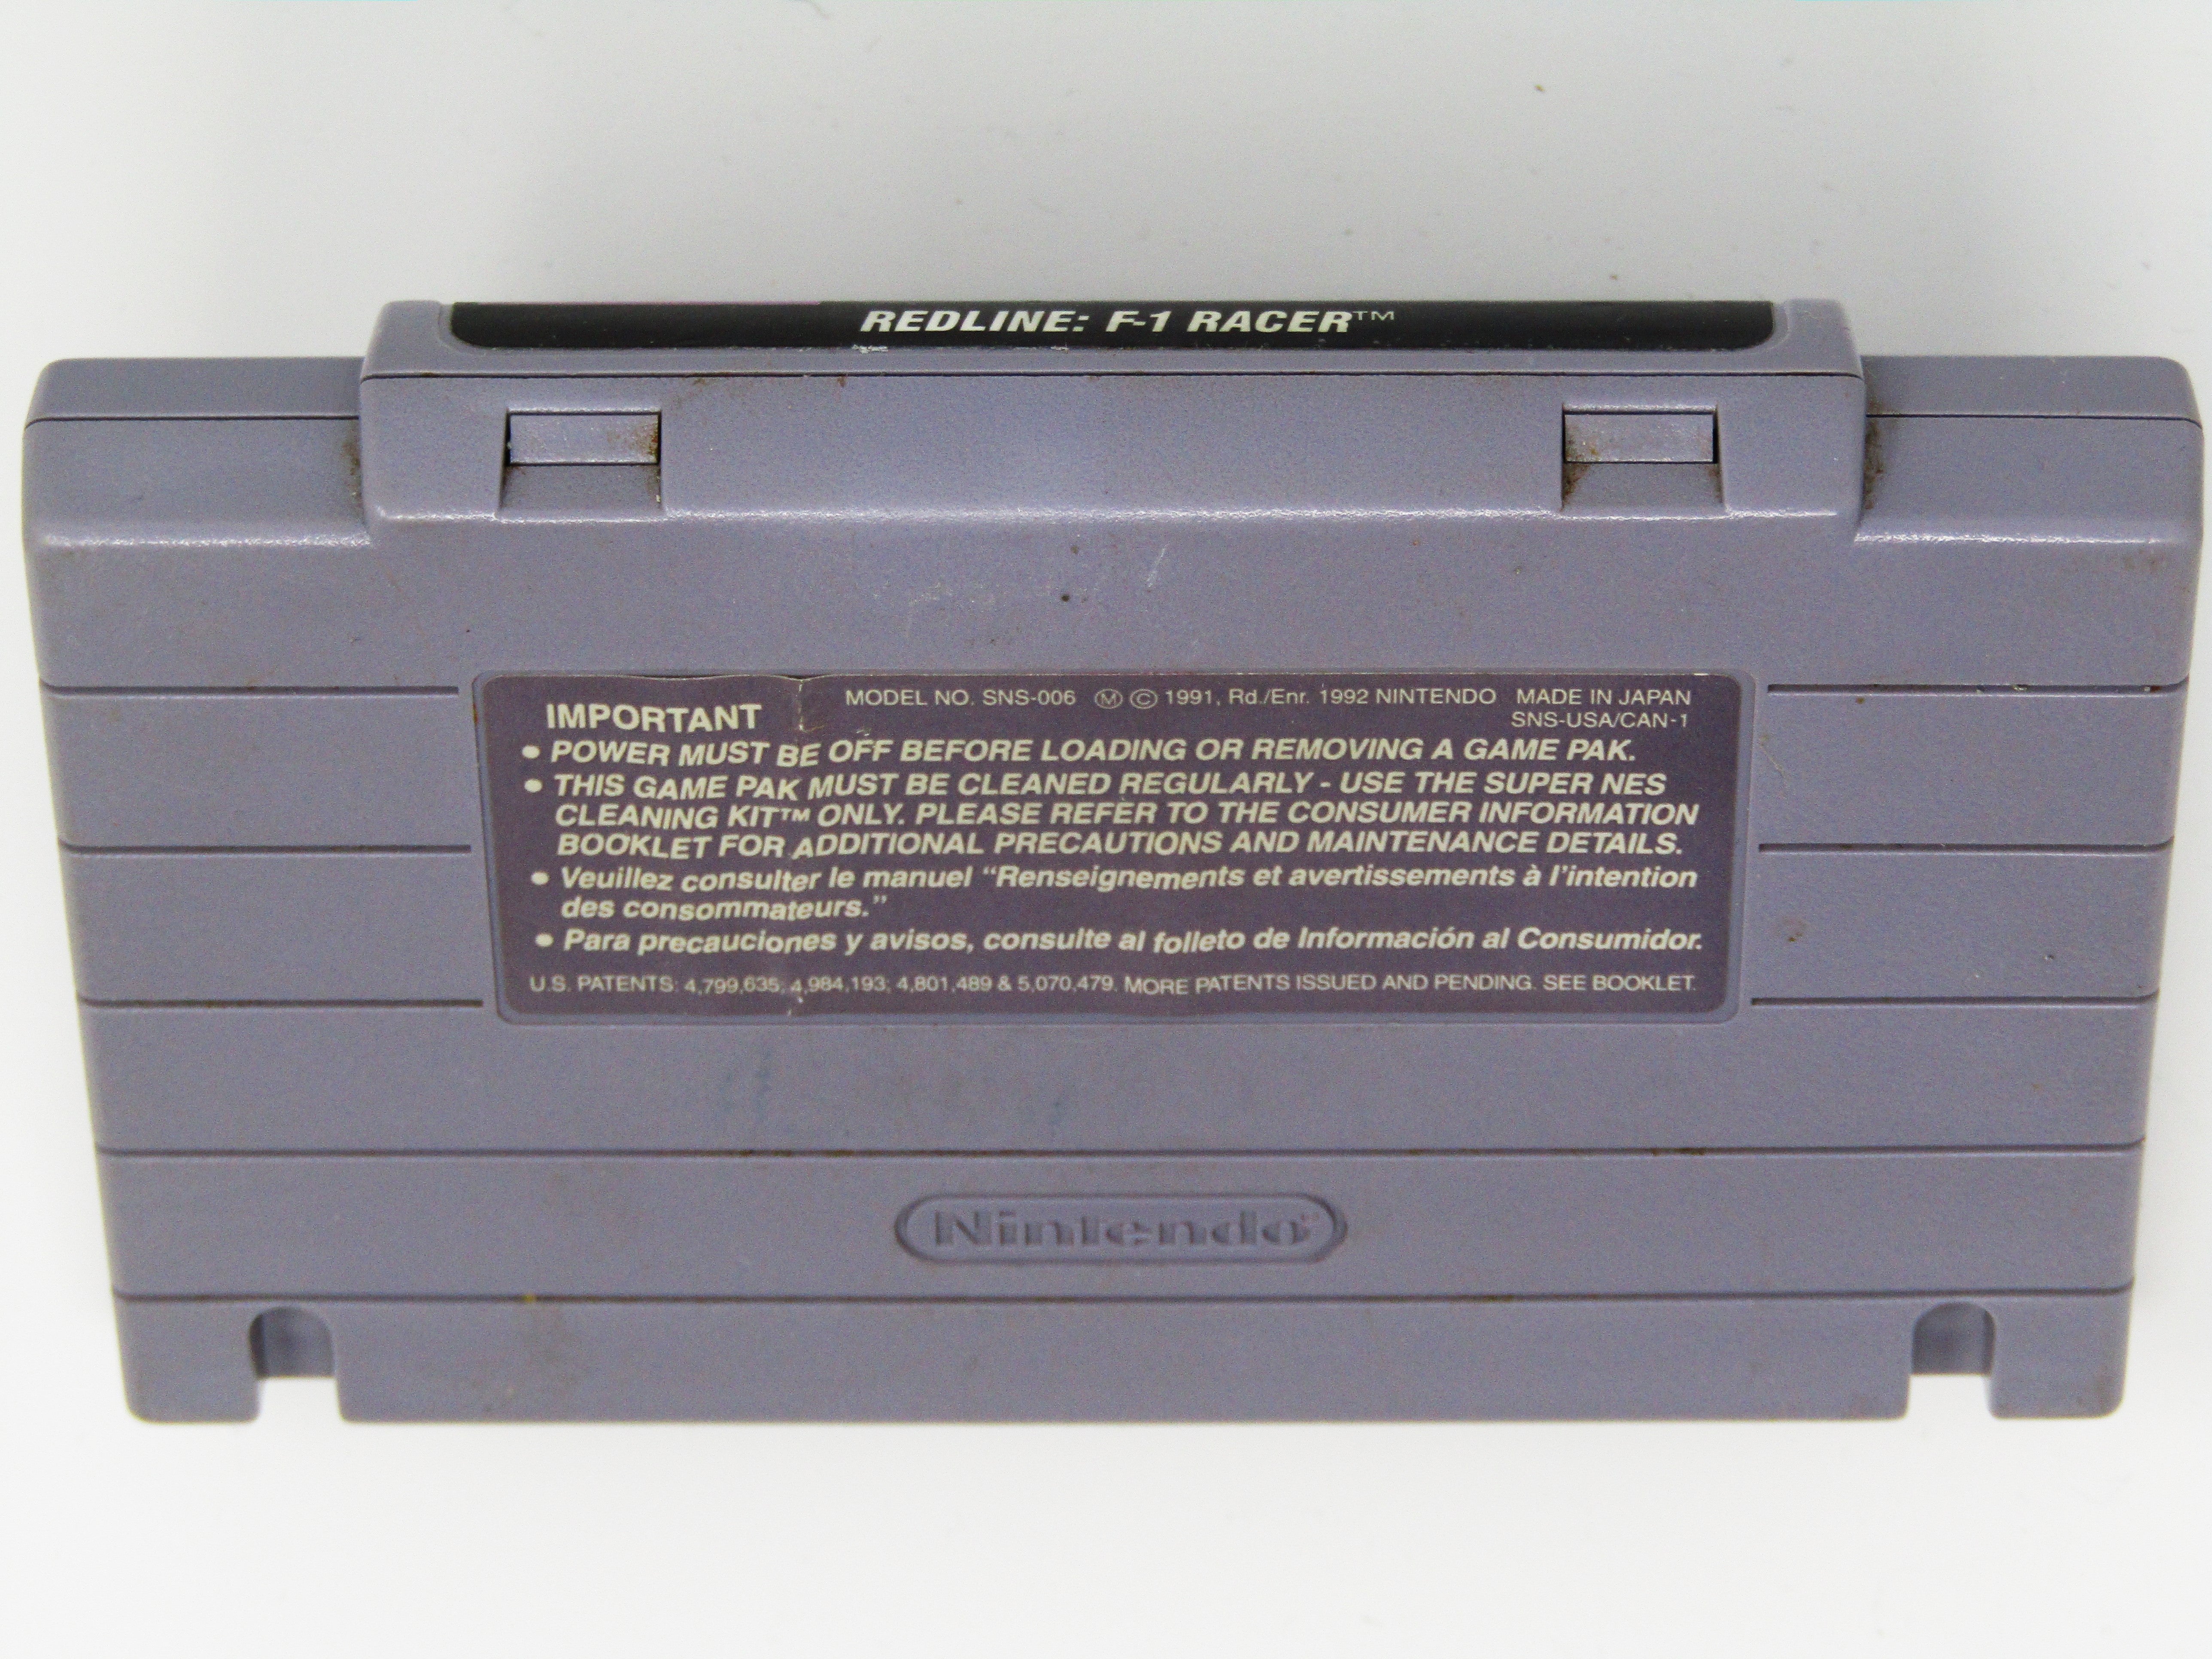 REDLINE: F-1 RACER™
IMPORTANT
MODEL NO. SNS-006 Ⓜ © 1991, Rd./Enr. 1992 NINTENDO MADE IN JAPAN
SNS-USA/CAN-1
• POWER MUST BE OFF BEFORE LOADING OR REMOVING A GAME PAK.
• THIS GAME PAK MUST BE CLEANED REGULARLY - USE THE SUPER NES
CLEANING KIT™ ONLY. PLEASE REFER TO THE CONSUMER INFORMATION
BOOKLET FOR ADDITIONAL PRECAUTIONS AND MAINTENANCE DETAILS.
• Veuillez consulter le manuel “Renseignements et avertissements à l’intention
des consommateurs.”
• Para precauciones y avisos, consulte al folleto de Información al Consumidor.
U.S. PATENTS: 4,799,635; 4,984,193; 4,801,489 & 5,070,479. MORE PATENTS ISSUED AND PENDING. SEE BOOKLET.
Nintendo®